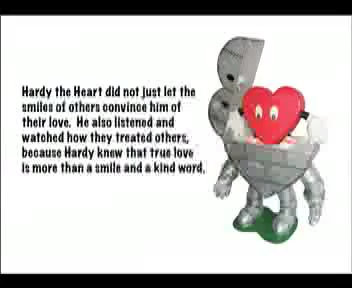 Hardy the Heart did not just let the
smiles of others convince him of
their love. He also listened and
watched how they treated others,
because Hardy knew that true love
is more than a smile and a kind word.